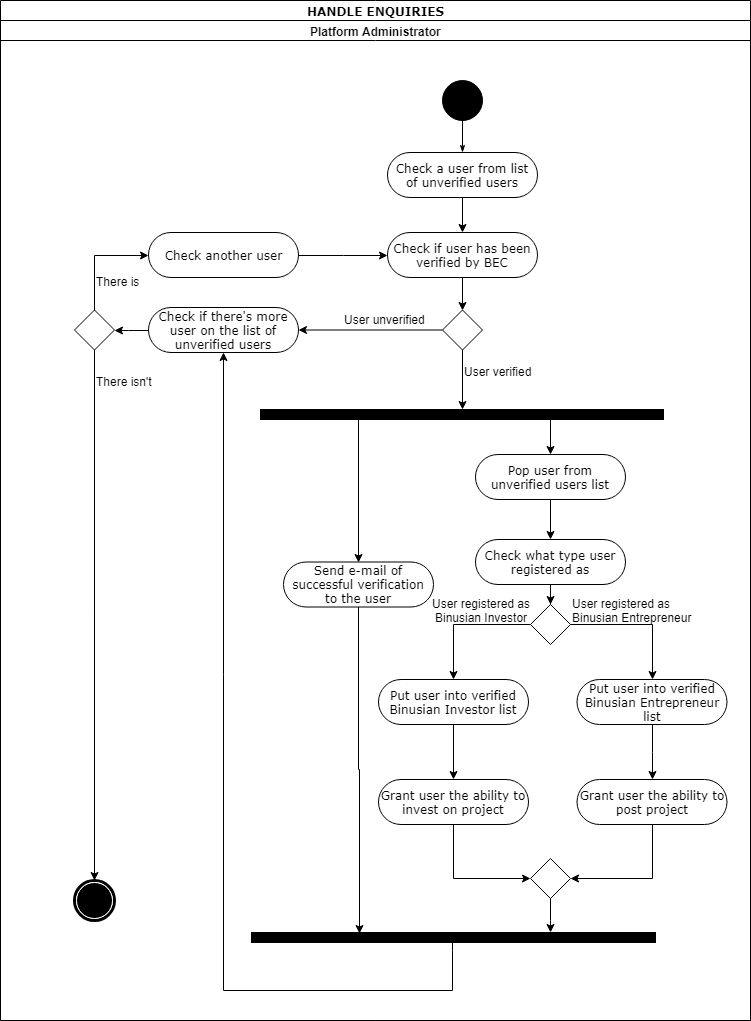 HANDLE ENQUIRIES
Platform Administrator
Check a user from list
of unverified users
Check another user
Check if user has been
verified by BEC
There is
Check if there's more
user on the list of
unverified users
User unverified
User verified
There isn't
Pop user from
unverified users list
Check what type user
registered as
Send e-mail of
successful verification
to the user
User registered as
Binusian Investor
User registered as
Binusian Entrepreneur
Put user into verified
Binusian Investor list
Put user into verified
Binusian Entrepreneur
list
Grant user the ability to
invest on project
Grant user the ability to
post project